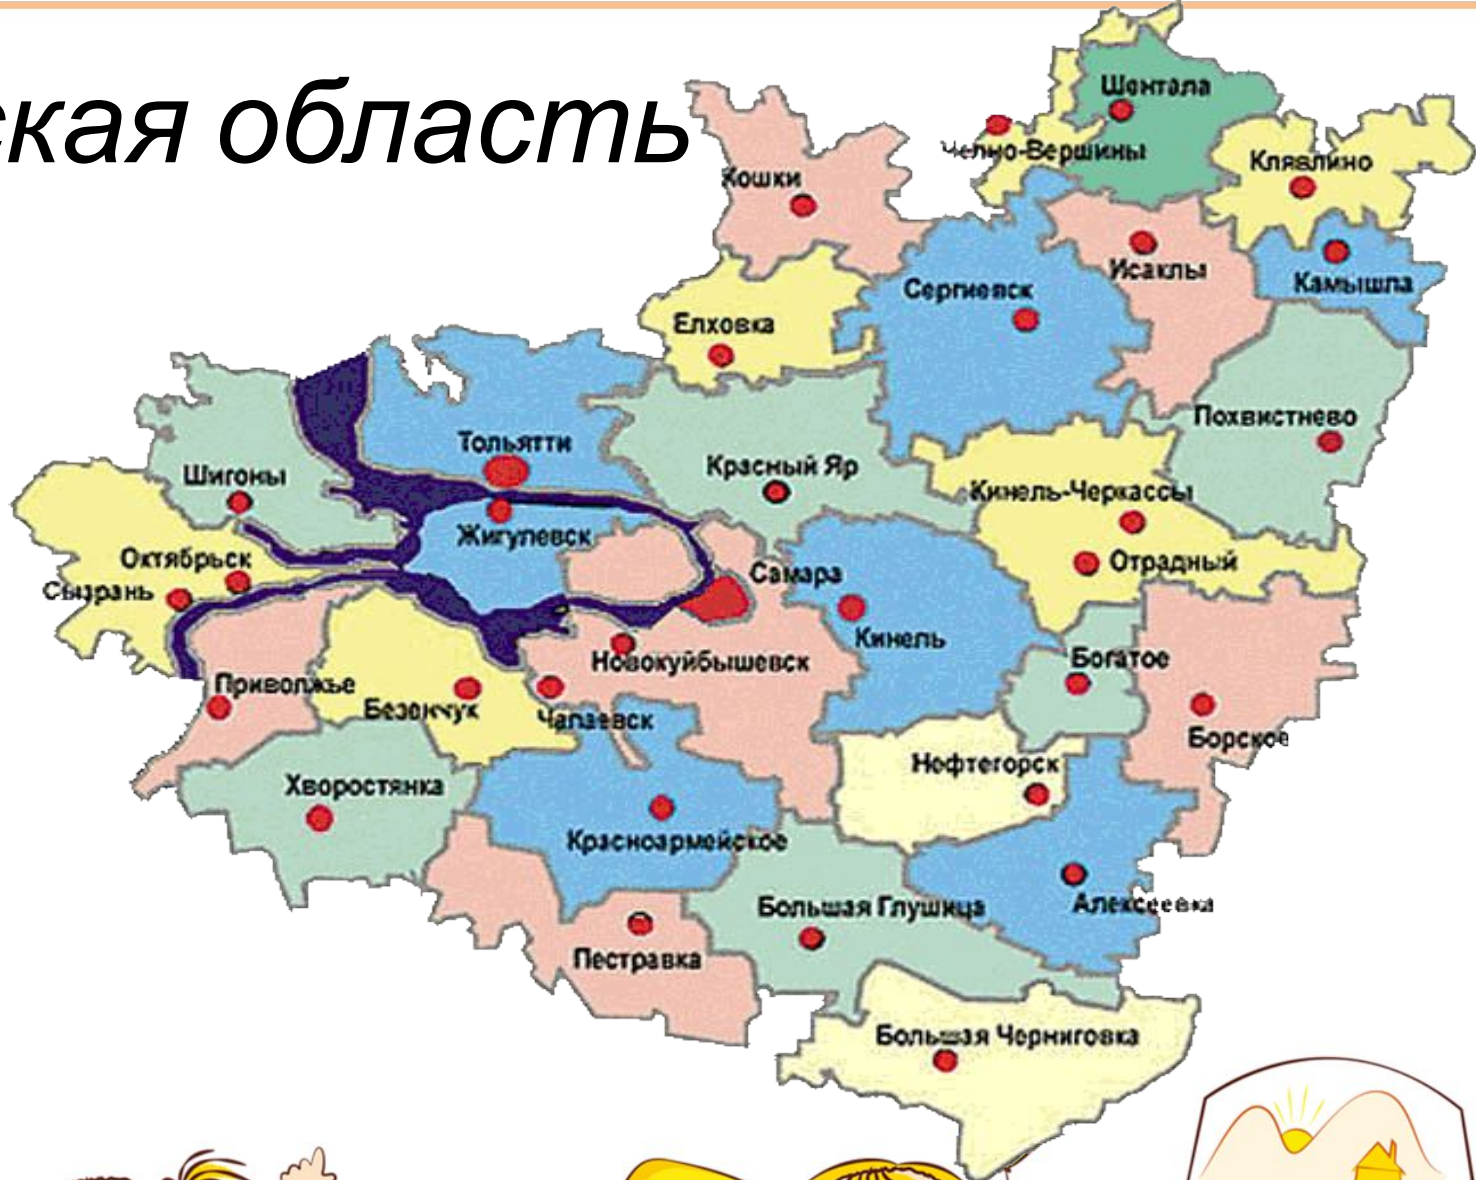 ская область
Шентала
Челно-Вершины
Клявлино
Кошки
Исаклы
Камышла
Сергиевск
Елховка
Похвистнево
Тольятти
Красный Яр
Шигоны
Кинель-Черкассы
Жигулевск
Октябрьск
Отрадный
Самара
Сызрань
Кинель
Богатое
Новокуйбышевск
Приволжье
Безенчук
Чапаевск
Борское
Нефтегорск
Хворостянка
Красноармейское
Алексеевка
Большая Глушица
Пестравка
Большая Черниговка